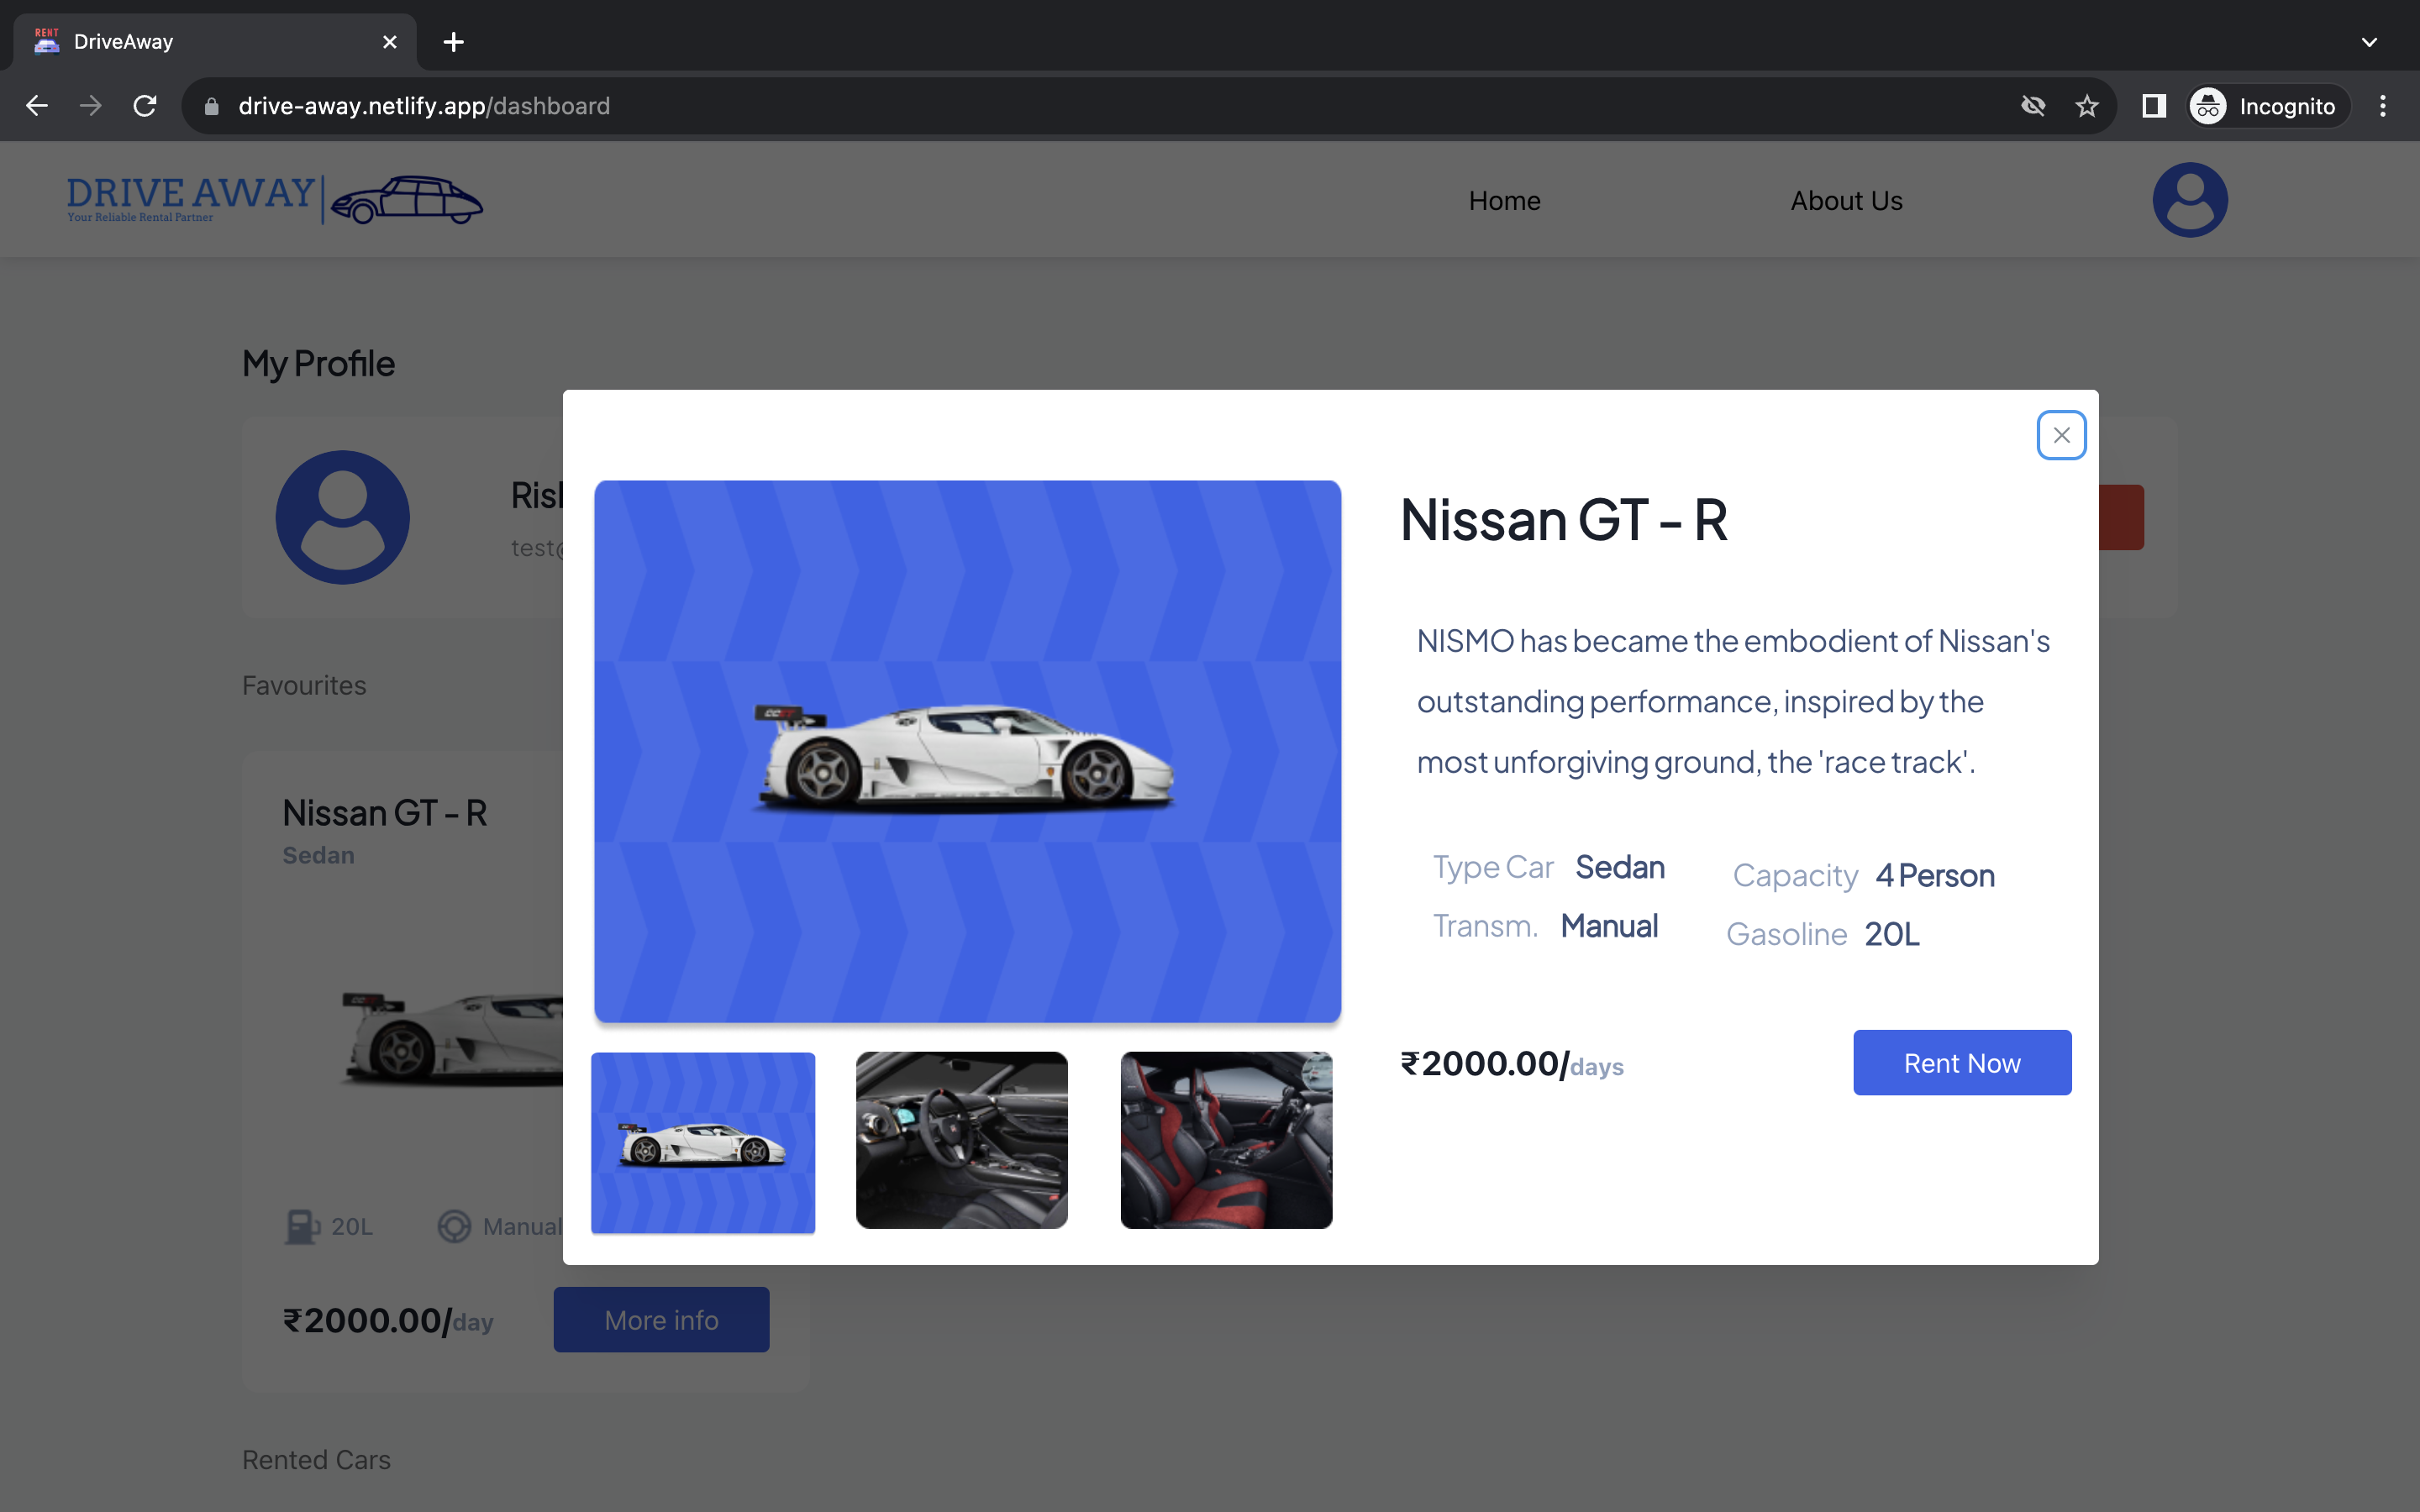 RENT
DriveAway
drive-away.netlify.app/dashboard
Incognito
DRIVE AWAY
Your Reliable Rental Partner
Home
About Us
My Profile
test@
Favourites
Nissan GT - R
Sedan
20L
Manual
₹2000.00/day
More info
Rented Cars
Nissan GT - R
NISMO has became the embodient of Nissan's
outstanding performance, inspired by the
most unforgiving ground, the 'race track'.
Type Car Sedan
Capacity 4 Person
Transm. Manual
Gasoline 20L
₹2000.00/days
Rent Now